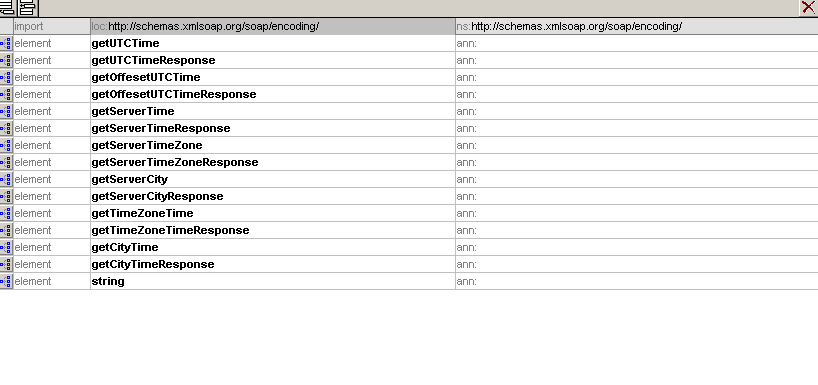 import loc:http://schemas.xmlsoap.org/soap/encoding/ ns:http://schemas.xmlsoap.org/soap/encoding/
element getUTCTime ann:
element getUTCTimeResponse ann:
element getOffesetUTCTime ann:
element getOffesetUTCTimeResponse ann:
element getServerTime ann:
element getServerTimeResponse ann:
element getServerTimeZone ann:
element getServerTimeZoneResponse ann:
element getServerCity ann:
element getServerCityResponse ann:
element getTimeZoneTime ann:
element getTimeZoneTimeResponse ann:
element getCityTime ann:
element getCityTimeResponse ann:
element string ann: